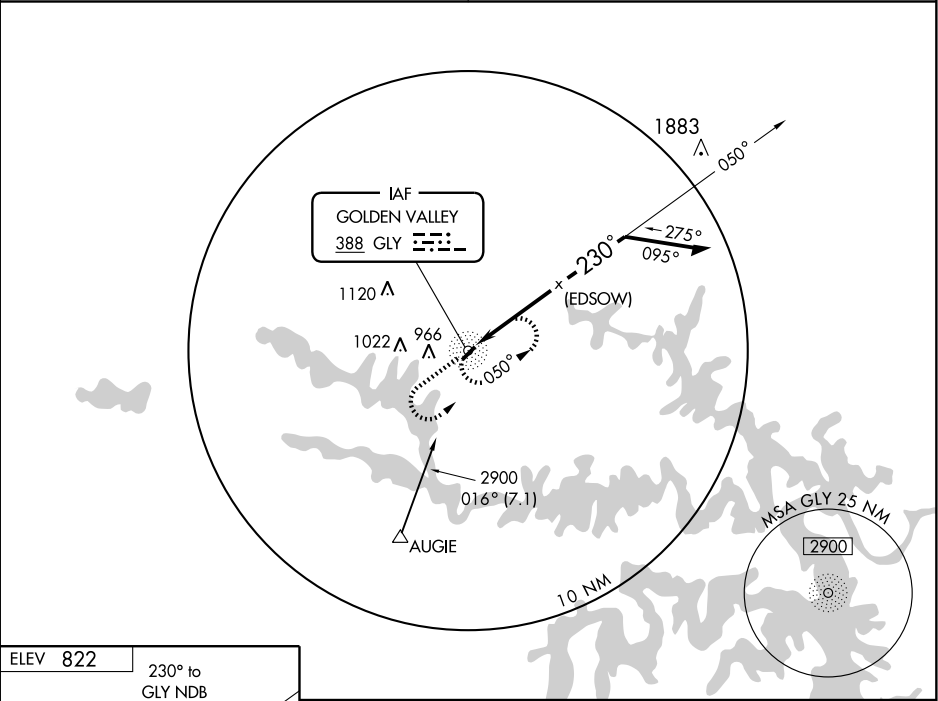 1883
050°
IAF
GOLDEN VALLEY
388 GLY
275°
095°
230°
(EDSOW)
1120
1022
966
050°
2900
016° (7.1)
AUGIE
10 NM
MSA GLY 25 NM
2900
ELEV 822
230° to
GLY NDB